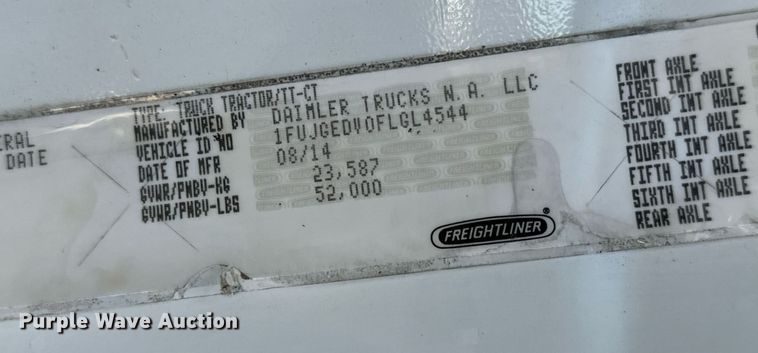 TYPE: TRUCK TRACTOR/TT-CT
MANUFACTURED BY DAIMLER TRUCKS N.A. LLC
VEHICLE ID NO 1FUJGEDV0FLGL4544
DATE OF MFR 08/14
GVWR/PNBV-KG 23,587
GVWR/PNBV-LBS 52,000
ERAL
DATE
FRONT AXLE
FIRST INT AXLE
SECOND INT AXLE
THIRD INT AXLE
FOURTH INT AXLE
FIFTH INT AXLE
SIXTH INT AXLE
REAR AXLE
FREIGHTLINER ®
Purple Wave Auction